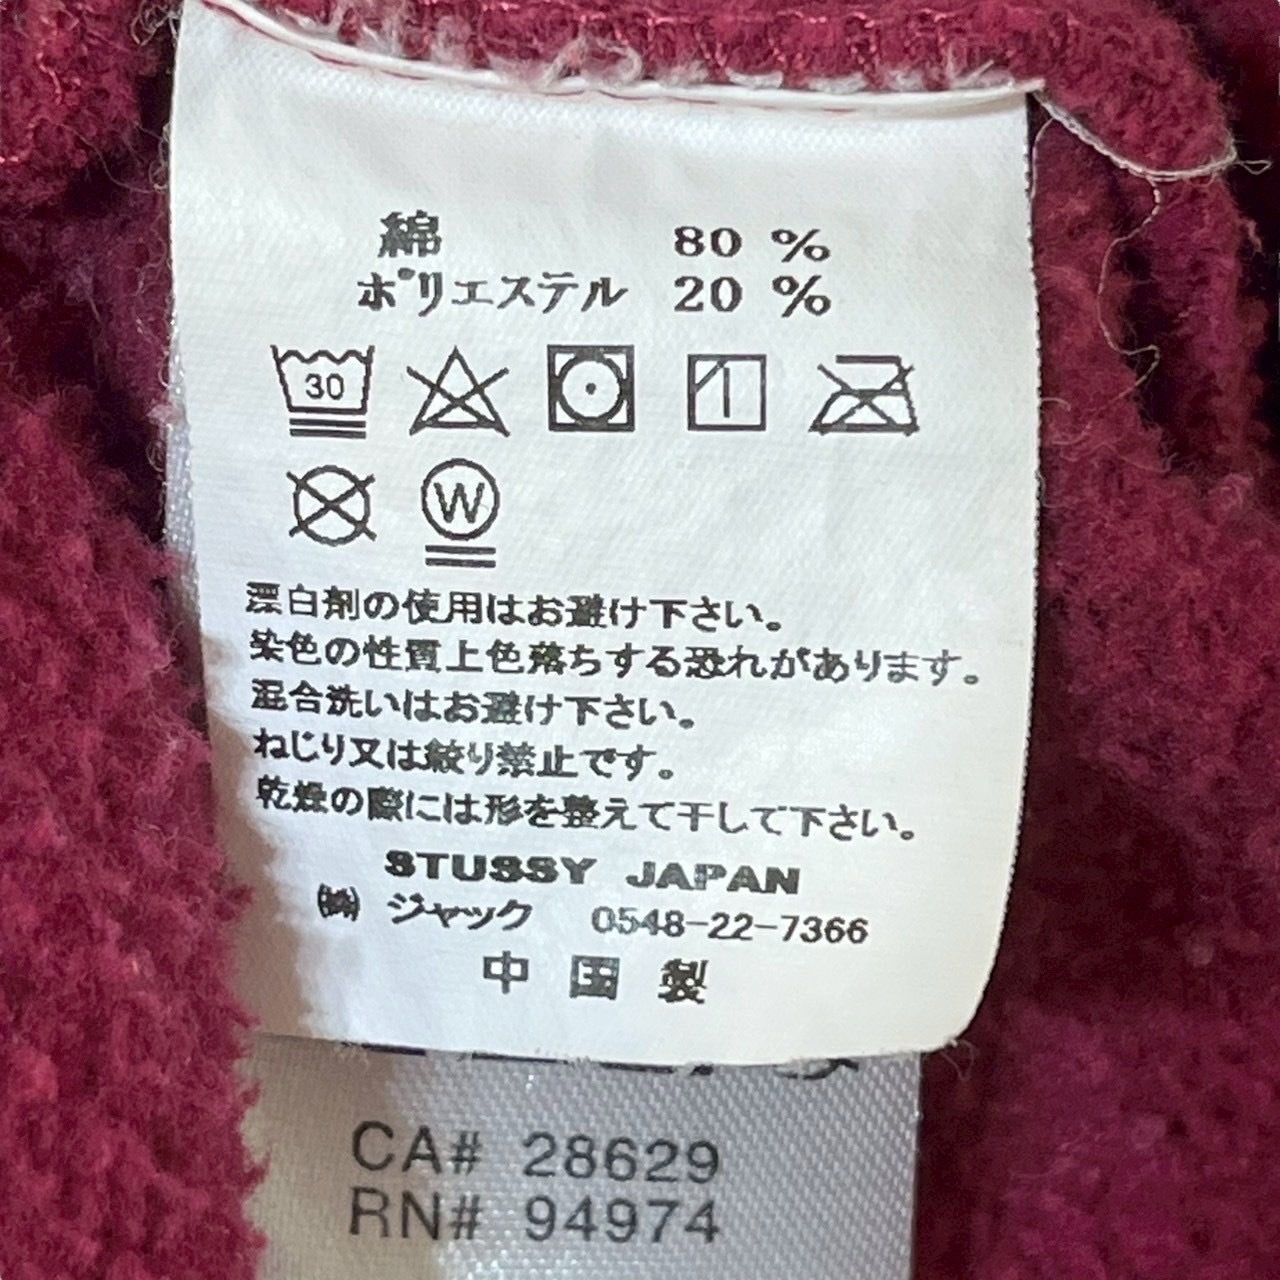 綿 80 %
ポリエステル 20 %
30
W
漂白剤の使用はお避け下さい。
染色の性質上色落ちする恐れがあります。
混合洗いはお避け下さい。
ねじり又は絞り禁止です。
乾燥の際には形を整えて干して下さい。
STUSSY JAPAN
㈱ ジャック 0548-22-7366
中国製
CA# 28629
RN# 94974